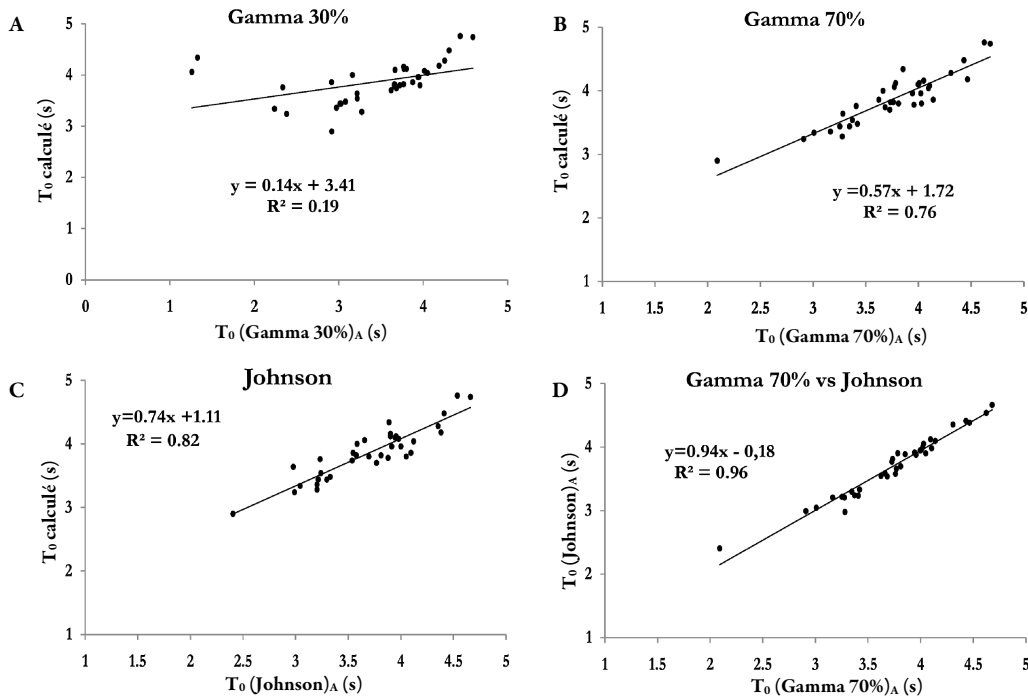 A
Gamma 30%
5
4
3
2
1
0
T0 calculé (s)
y = 0.14x + 3.41
R² = 0.19
0 1 2 3 4 5
T0 (Gamma 30%)A (s)
B
Gamma 70%
5
4
3
2
1
T0 calculé (s)
y=0.57x + 1.72
R² = 0.76
1 1.5 2 2.5 3 3.5 4 4.5 5
T0 (Gamma 70%)A (s)
C
Johnson
5
4
3
2
1
T0 calculé (s)
y=0.74x +1.11
R² = 0.82
1 1.5 2 2.5 3 3.5 4 4.5 5
T0 (Johnson)A (s)
D
Gamma 70% vs Johnson
5
4
3
2
1
T0 (Johnson)A (s)
y=0.94x - 0,18
R² = 0.96
1 1.5 2 2.5 3 3.5 4 4.5 5
T0 (Gamma 70%)A (s)